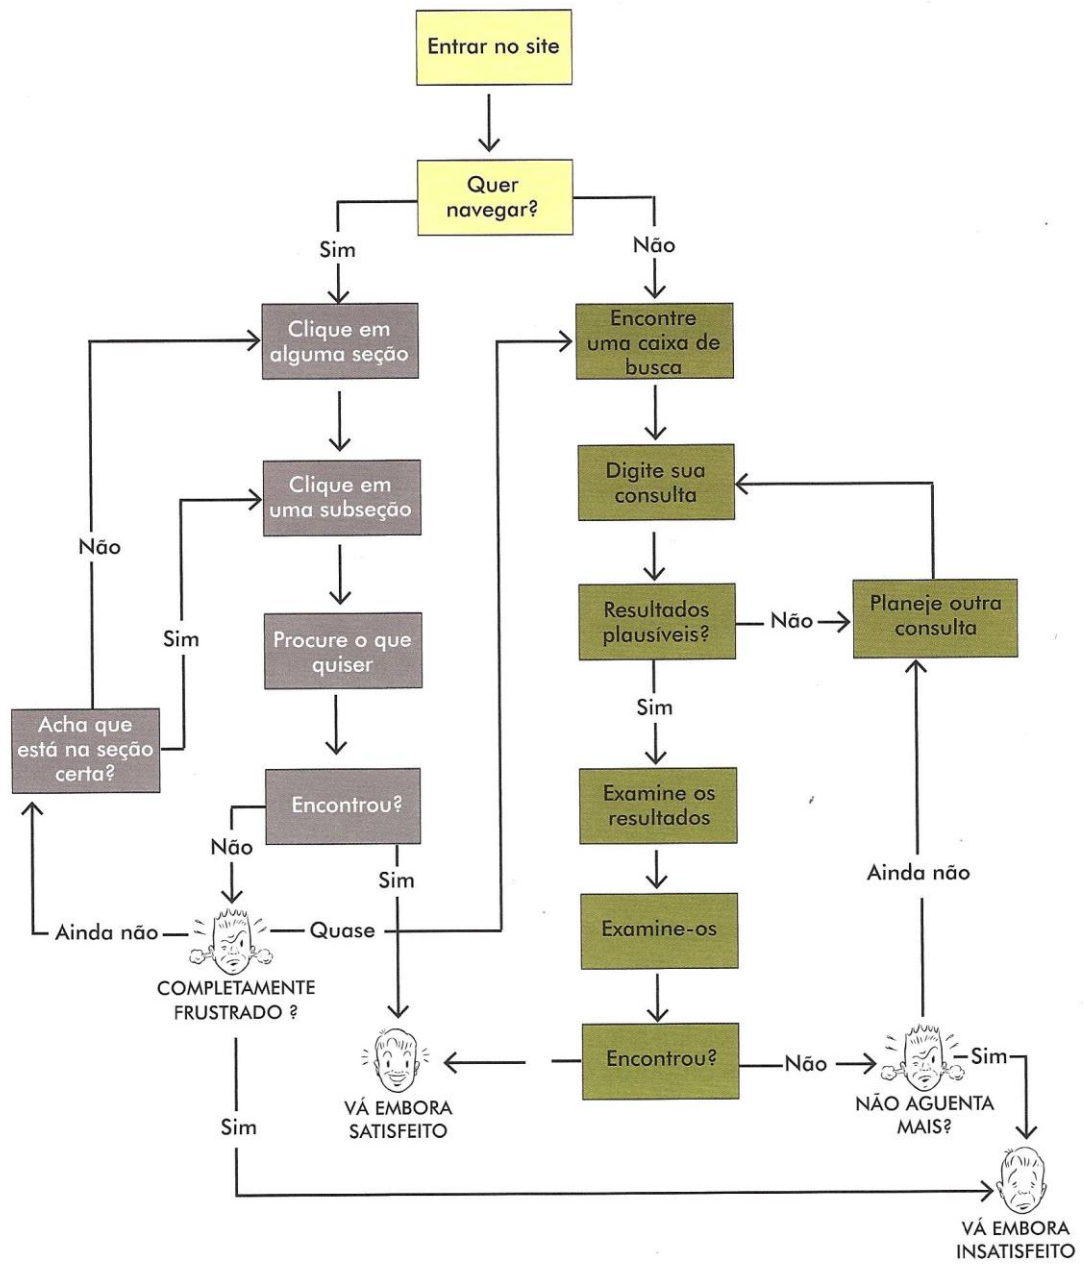 Entrar no site
Quer
navegar?
Sim
Não
Clique em
alguma seção
Encontre
uma caixa de
busca
Clique em
uma subseção
Digite sua
consulta
Não
Sim
Procure o que
quiser
Resultados
plausíveis?
Não
Planeje outra
consulta
Sim
Acha que
está na seção
certa?
Encontrou?
Examine os
resultados
Não
Sim
Ainda não
Ainda não
Quase
Examine-os
COMPLETAMENTE
FRUSTRADO ?
Encontrou?
Não
Sim
VÁ EMBORA
SATISFEITO
NÃO AGUENTA
MAIS?
Sim
VÁ EMBORA
INSATISFEITO